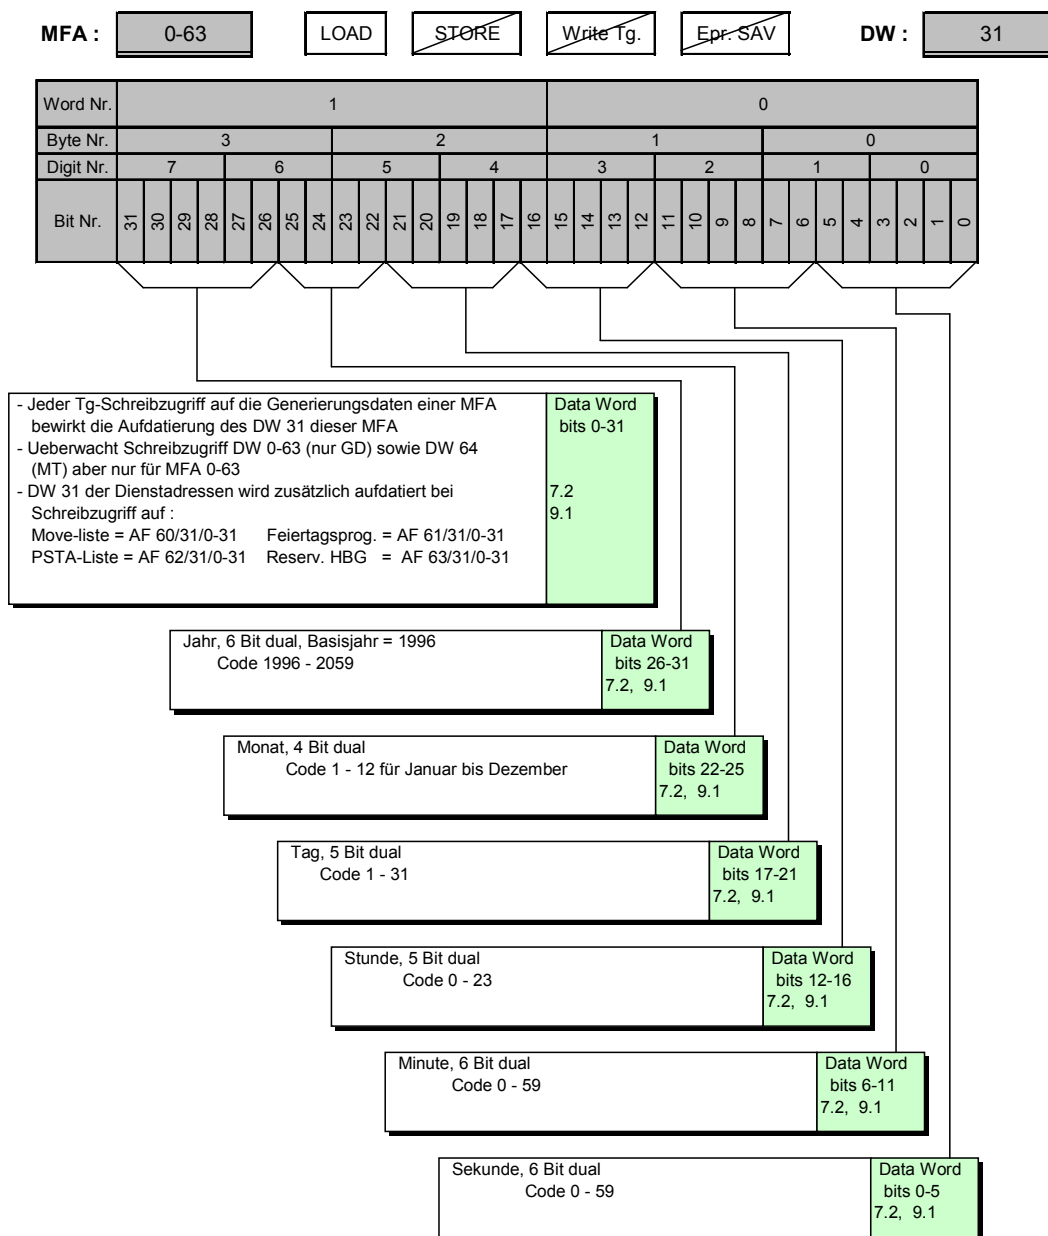 MFA : 0-63 LOAD STORE Write Tg. Epr. SAV DW : 31
Word Nr. 1 0
Byte Nr. 3 2 1 0
Digit Nr. 7 6 5 4 3 2 1 0
Bit Nr. 31 30 29 28 27 26 25 24 23 22 21 20 19 18 17 16 15 14 13 12 11 10 9 8 7 6 5 4 3 2 1 0
- Jeder Tg-Schreibzugriff auf die Generierungsdaten einer MFA
bewirkt die Aufdatierung des DW 31 dieser MFA
- Ueberwacht Schreibzugriff DW 0-63 (nur GD) sowie DW 64
(MT) aber nur für MFA 0-63
- DW 31 der Dienstadressen wird zusätzlich aufdatiert bei
Schreibzugriff auf :
Move-liste = AF 60/31/0-31 Feiertagsprog. = AF 61/31/0-31
PSTA-Liste = AF 62/31/0-31 Reserv. HBG = AF 63/31/0-31
Data Word
bits 0-31
7.2
9.1
Jahr, 6 Bit dual, Basisjahr = 1996
Code 1996 - 2059
Data Word
bits 26-31
7.2, 9.1
Monat, 4 Bit dual
Code 1 - 12 für Januar bis Dezember
Data Word
bits 22-25
7.2, 9.1
Tag, 5 Bit dual
Code 1 - 31
Data Word
bits 17-21
7.2, 9.1
Stunde, 5 Bit dual
Code 0 - 23
Data Word
bits 12-16
7.2, 9.1
Minute, 6 Bit dual
Code 0 - 59
Data Word
bits 6-11
7.2, 9.1
Sekunde, 6 Bit dual
Code 0 - 59
Data Word
bits 0-5
7.2, 9.1